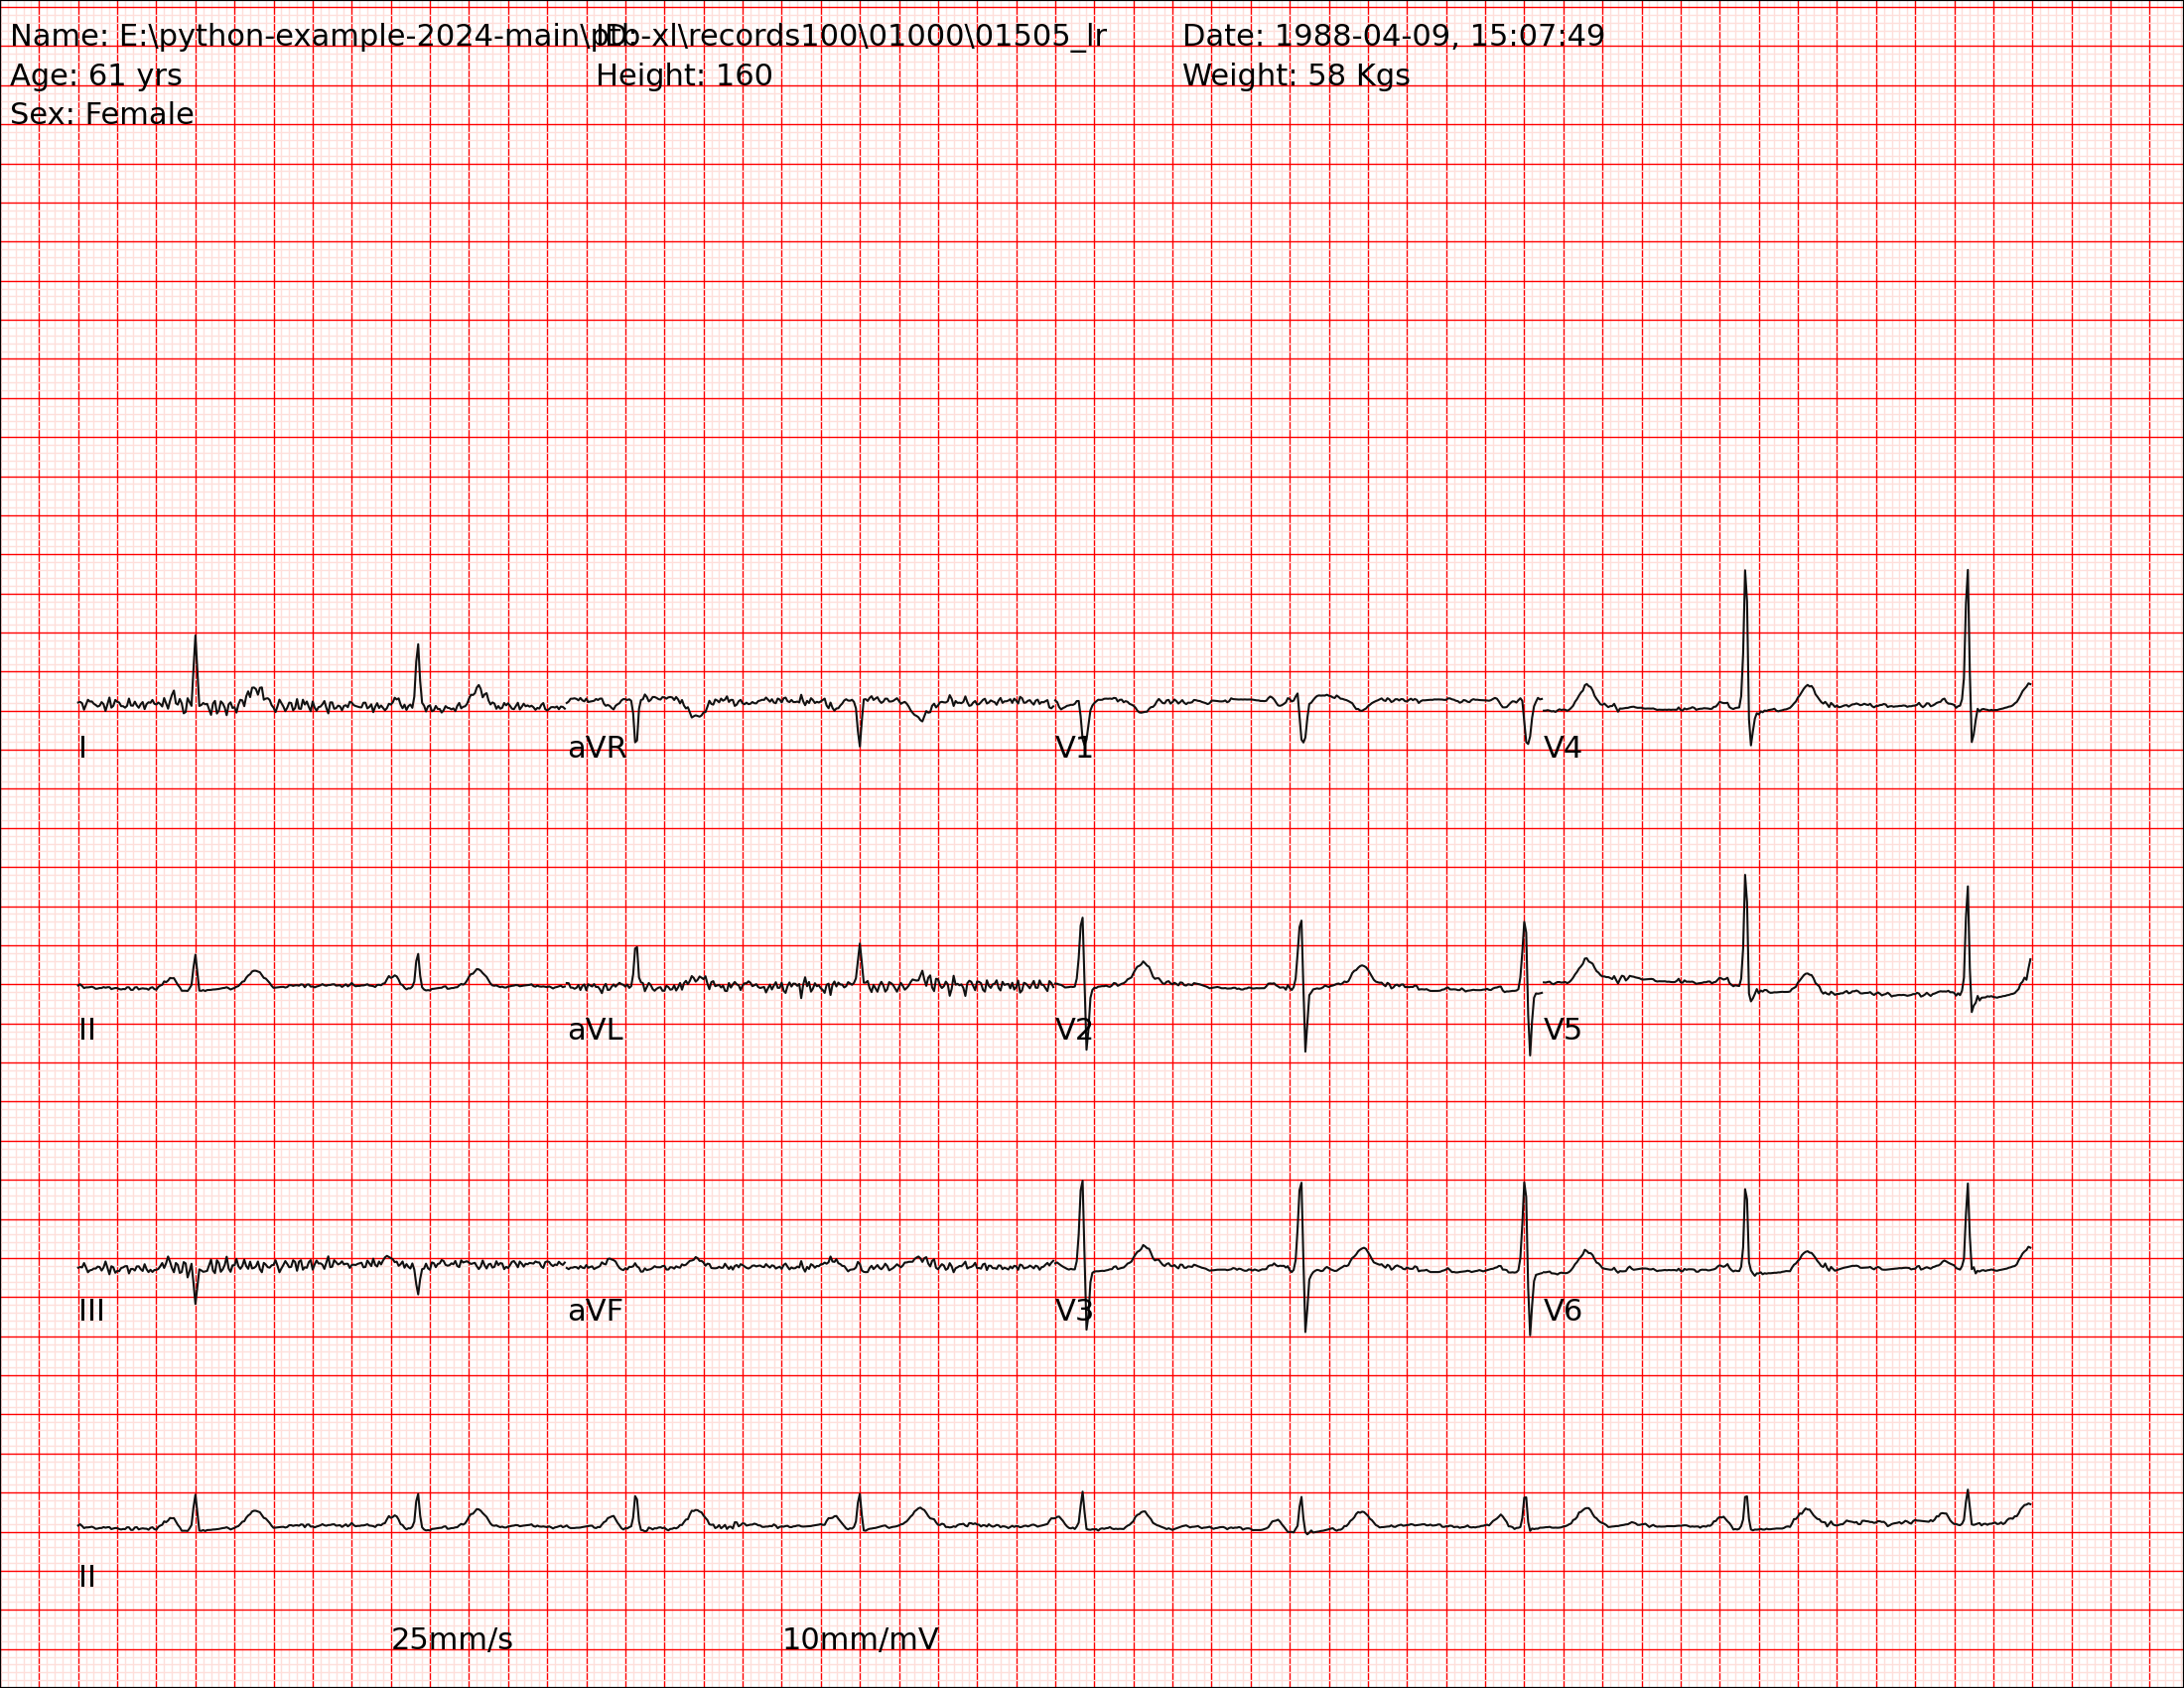 Name: E:\python-example-2024-main\ptb-xl\records100\01000\01505_lr ID: Date: 1988-04-09, 15:07:49
Age: 61 yrs Height: 160 Weight: 58 Kgs
Sex: Female
I aVR V1 V4
II aVL V2 V5
III aVF V3 V6
II
25mm/s 10mm/mV